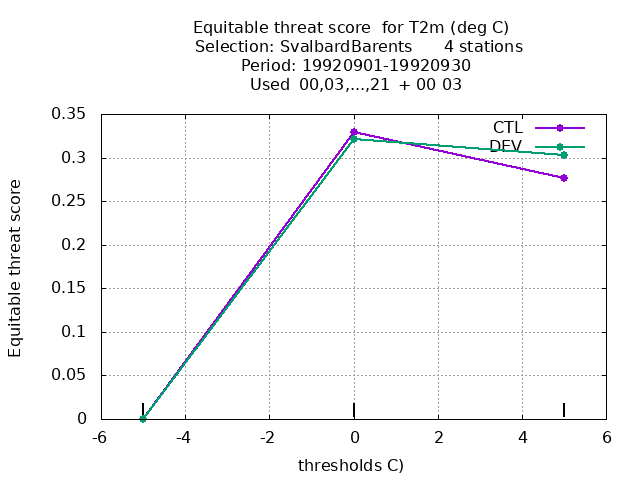 Equitable threat score  for T2m (deg C)
Selection: SvalbardBarents      4 stations
Period: 19920901-19920930
Used  00,03,...,21  + 00 03
CTL
DEV
Equitable threat score
0.35
0.3
0.25
0.2
0.15
0.1
0.05
0
-6 -4 -2 0 2 4 6
thresholds C)